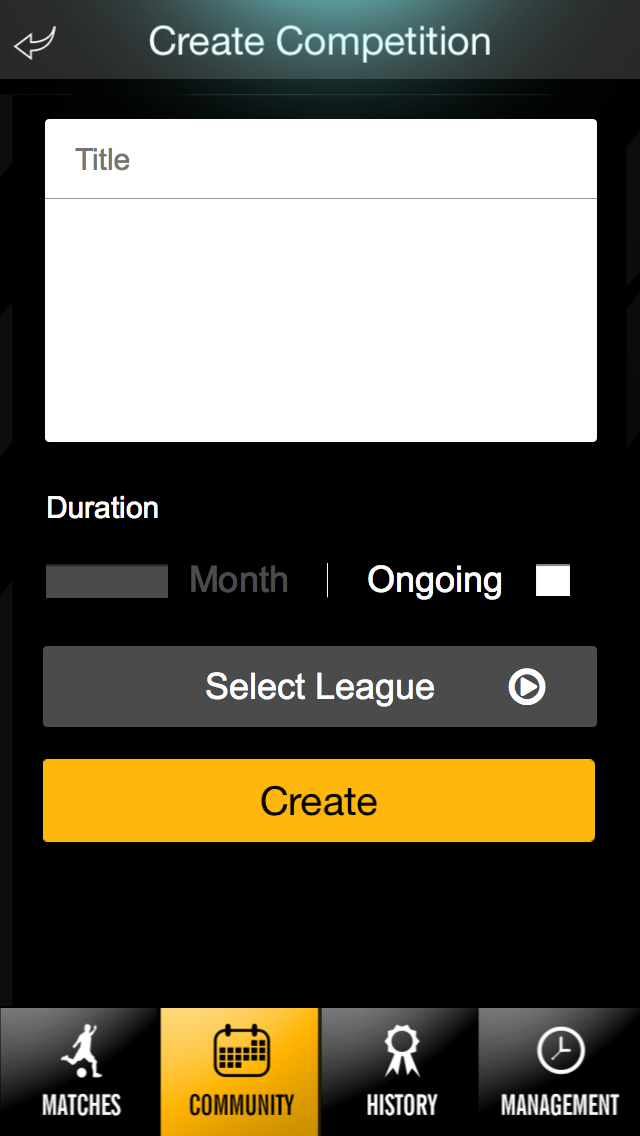 Create Competition
Title
Duration
Month Ongoing
Select League
Create
MATCHES COMMUNITY HISTORY MANAGEMENT